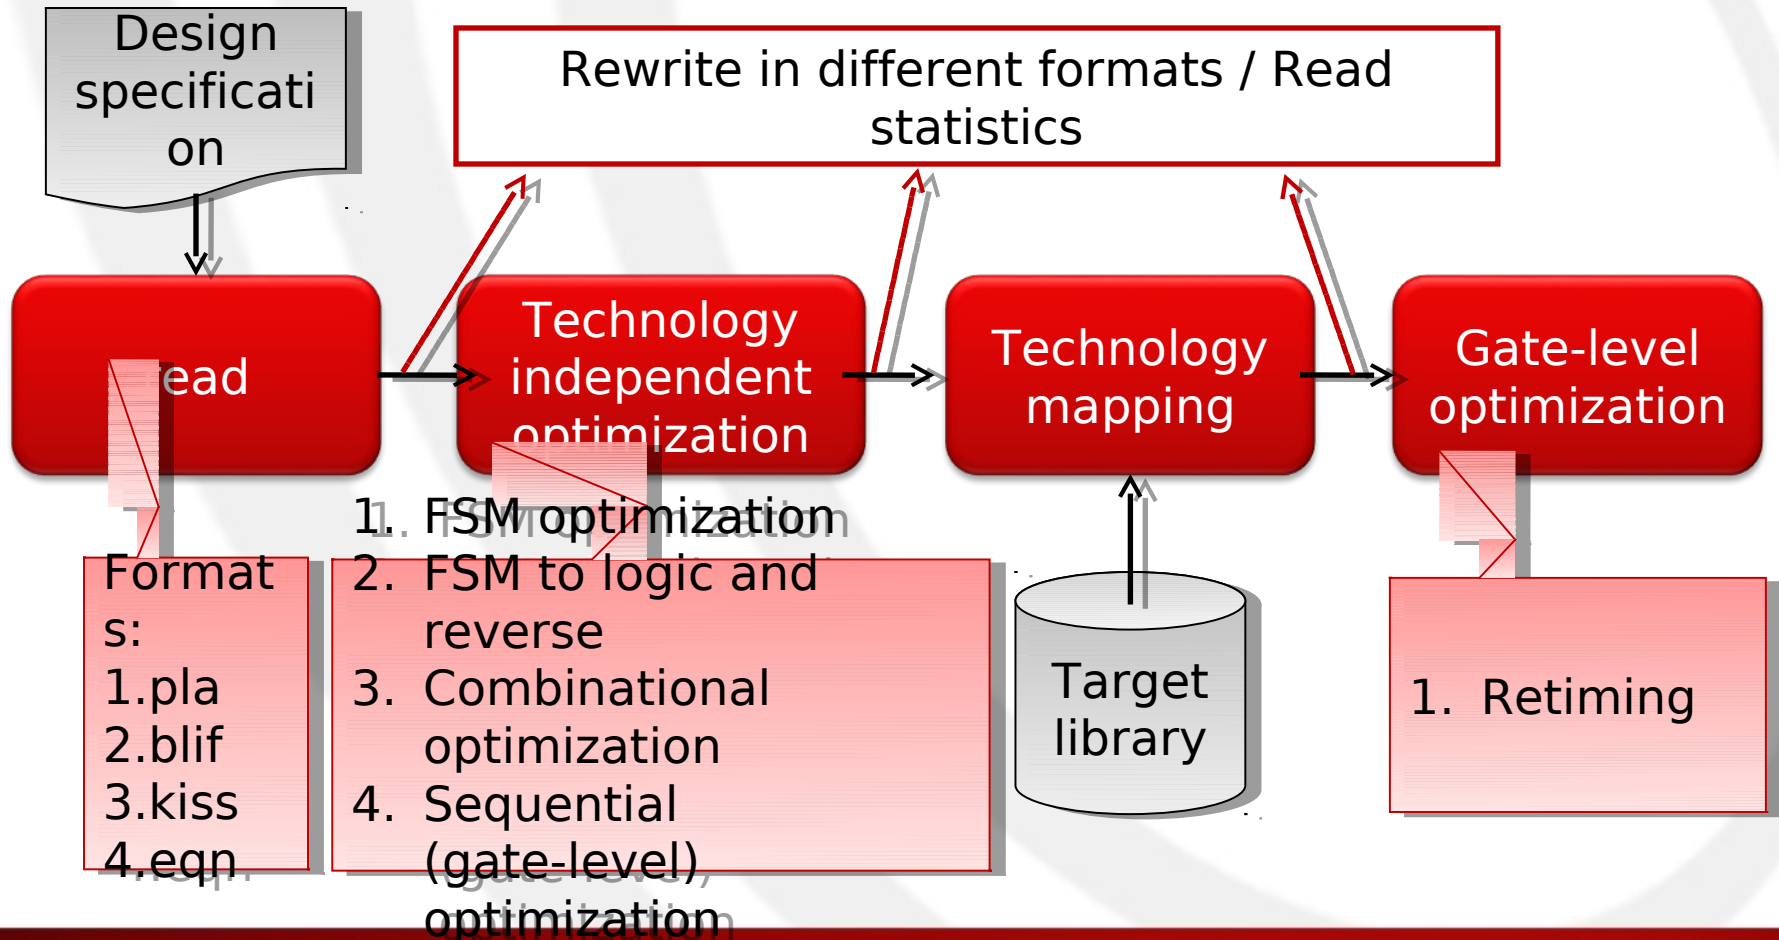 Design
specificati
on
Rewrite in different formats / Read
statistics
read
Technology
independent
optimization
Technology
mapping
Gate-level
optimization
Format
s:
1.pla
2.blif
3.kiss
4.eqn
1. FSM optimization
2. FSM to logic and
reverse
3. Combinational
optimization
4. Sequential
(gate-level)
optimization
Target
library
1. Retiming